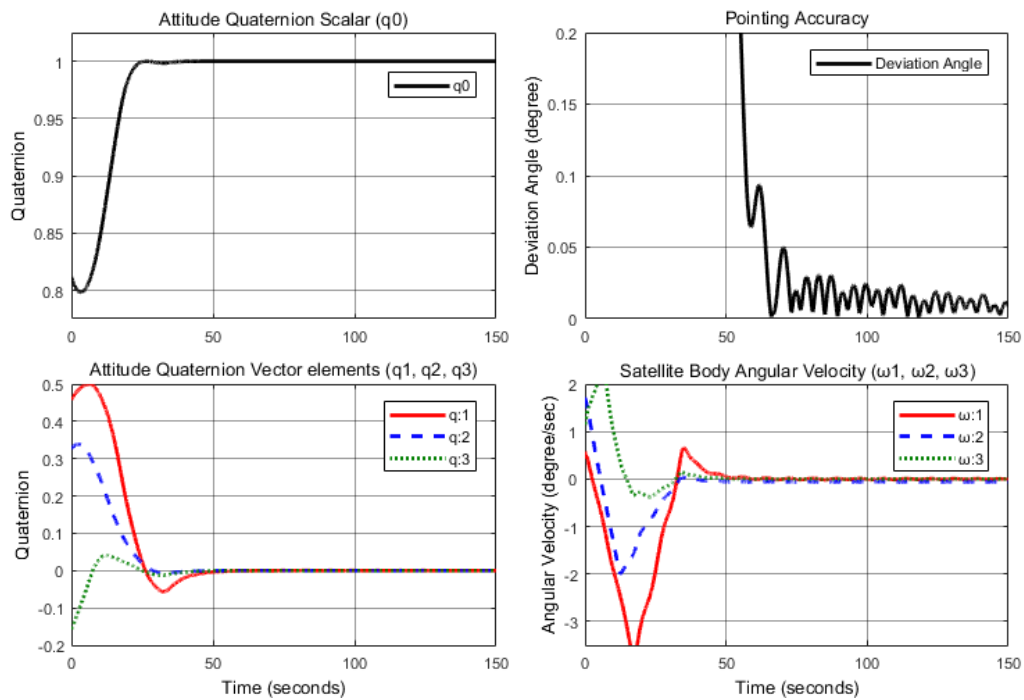 Attitude Quaternion Scalar (q0)
Quaternion
1
0.95
0.9
0.85
0.8
0
50
100
150
q0
Pointing Accuracy
Deviation Angle (degree)
0.2
0.15
0.1
0.05
0
0
50
100
150
Deviation Angle
Attitude Quaternion Vector elements (q1, q2, q3)
Quaternion
0.5
0.4
0.3
0.2
0.1
0
-0.1
-0.2
0
50
100
150
Time (seconds)
q:1
q:2
q:3
Satellite Body Angular Velocity (ω1, ω2, ω3)
Angular Velocity (degree/sec)
2
1
0
-1
-2
-3
0
50
100
150
Time (seconds)
ω:1
ω:2
ω:3